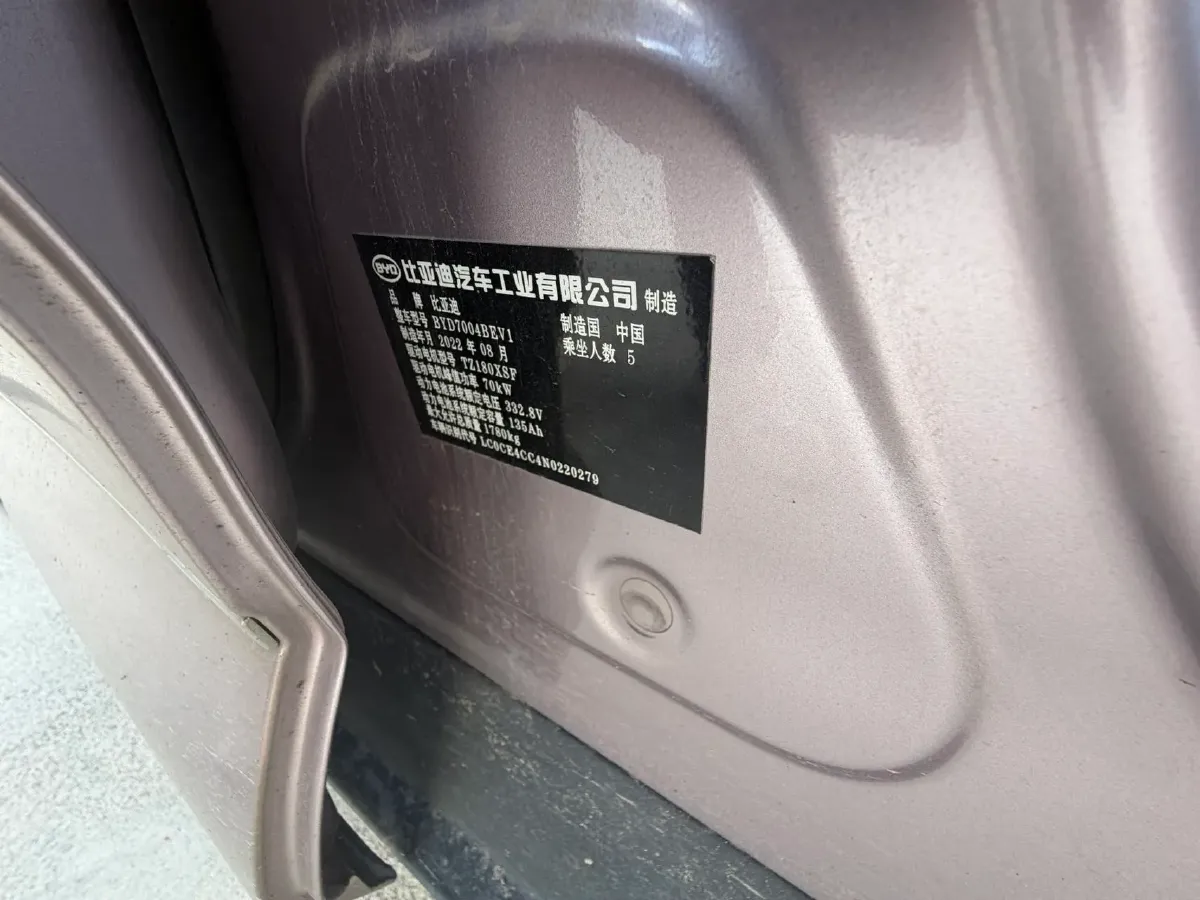 BYD 比亚迪汽车工业有限公司 制造
品 牌 比亚迪
整车型号 BYD7004BEV1 制造国 中国
制造年月 2022 年 08 月 乘坐人数 5
驱动电机型号 TZ180XSF
驱动电机峰值功率 70kW
动力电池系统额定电压 332.8V
动力电池系统额定容量 135Ah
最大允许总质量 1780kg
车辆识别代号 LC0CE4CC4N0220279